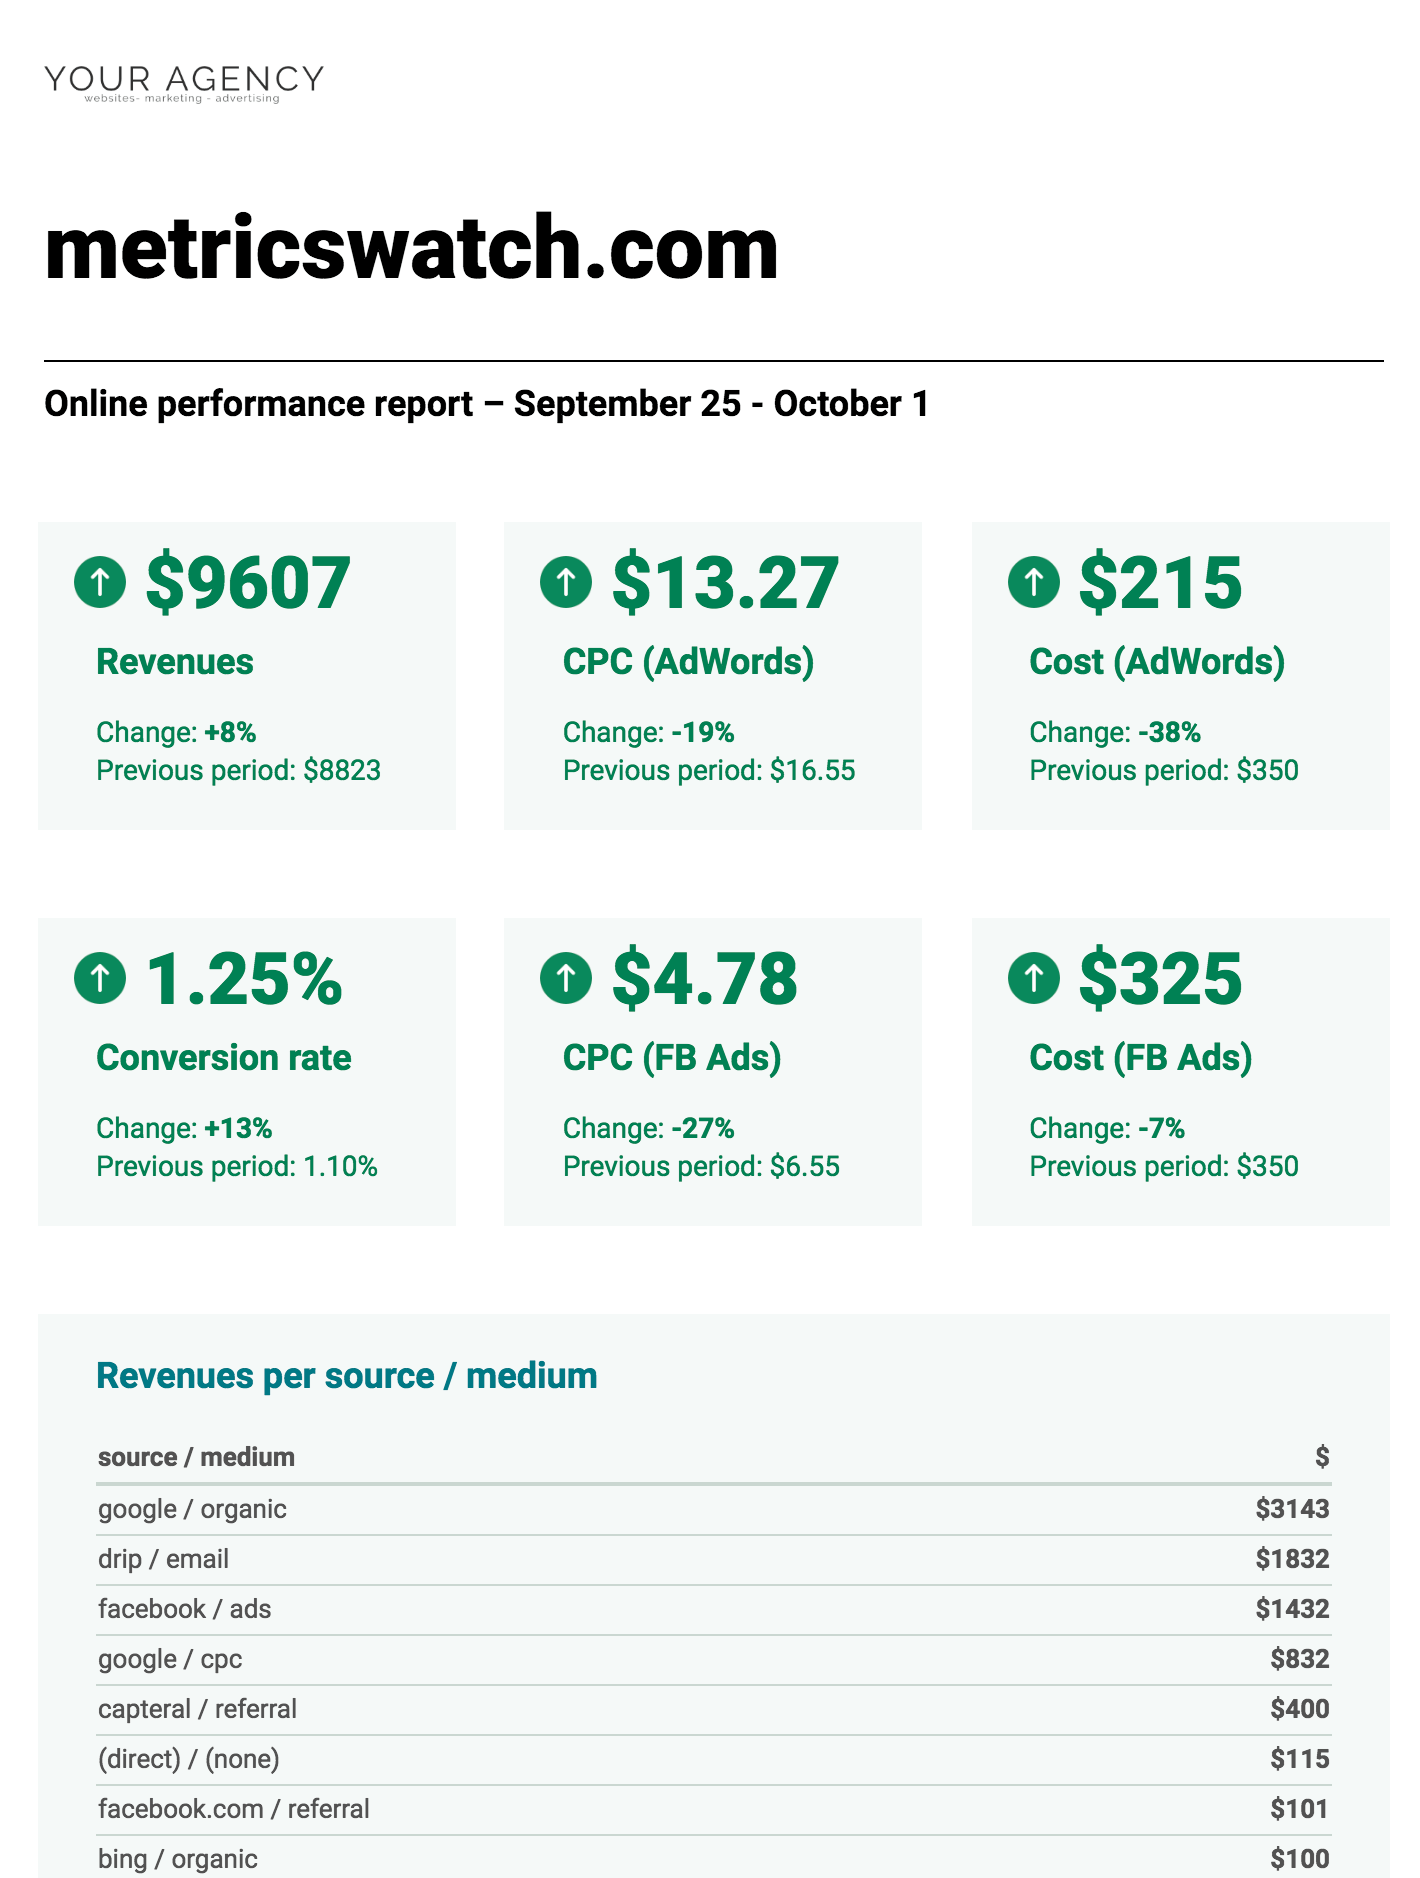 YOUR AGENCY
websites- marketing - advertising
metricswatch.com
Online performance report – September 25 - October 1
$9607
Revenues
Change: +8%
Previous period: $8823
$13.27
CPC (AdWords)
Change: -19%
Previous period: $16.55
$215
Cost (AdWords)
Change: -38%
Previous period: $350
1.25%
Conversion rate
Change: +13%
Previous period: 1.10%
$4.78
CPC (FB Ads)
Change: -27%
Previous period: $6.55
$325
Cost (FB Ads)
Change: -7%
Previous period: $350
Revenues per source / medium
source / medium $
google / organic $3143
drip / email $1832
facebook / ads $1432
google / cpc $832
capteral / referral $400
(direct) / (none) $115
facebook.com / referral $101
bing / organic $100